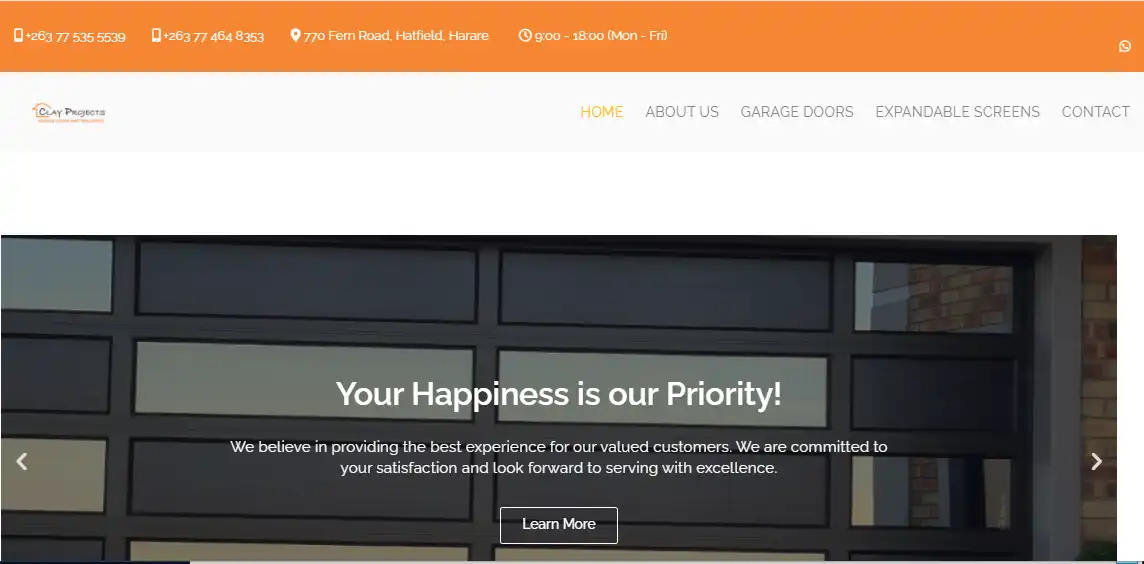 +263 77 535 5539
+263 77 464 8353
770 Fern Road, Hatfield, Harare
9:00 - 18:00 (Mon - Fri)
Clay Projects
HOME
ABOUT US
GARAGE DOORS
EXPANDABLE SCREENS
CONTACT
Your Happiness is our Priority!
We believe in providing the best experience for our valued customers. We are committed to
your satisfaction and look forward to serving with excellence.
Learn More